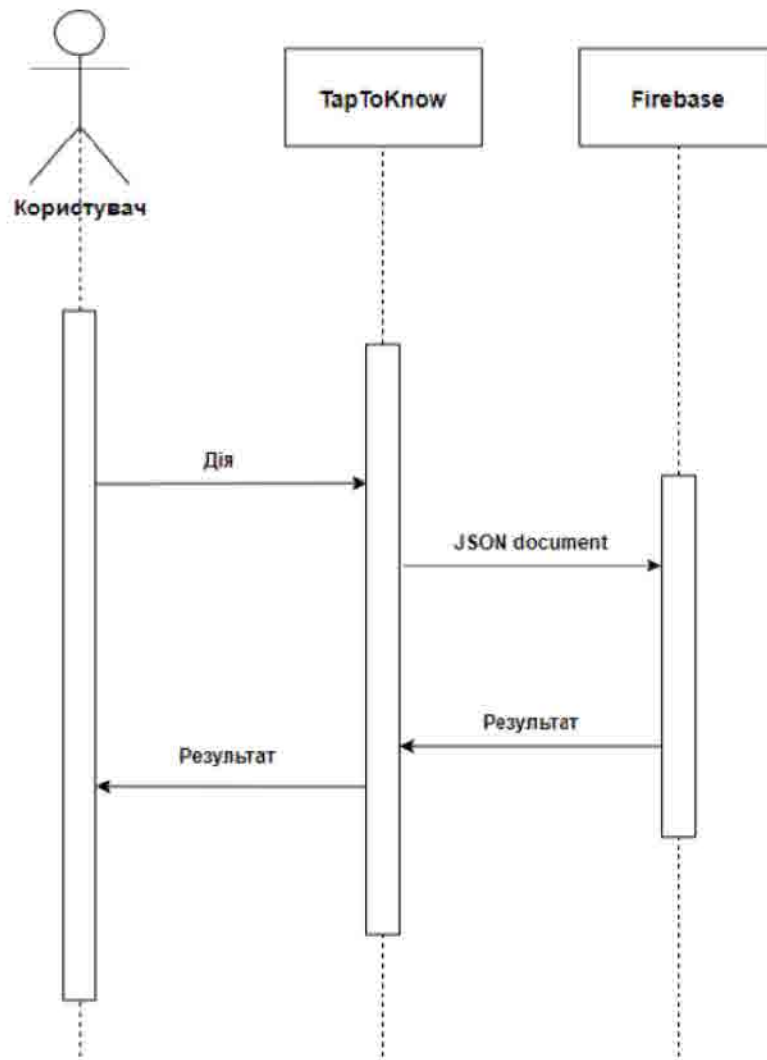 TapToKnow
Firebase
Користувач
Дія
JSON document
Результат
Результат